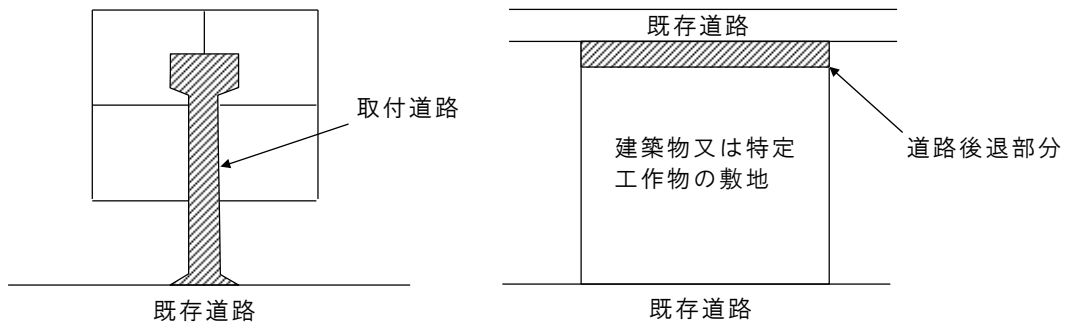 取付道路
既存道路
既存道路
建築物又は特定
工作物の敷地
道路後退部分
既存道路